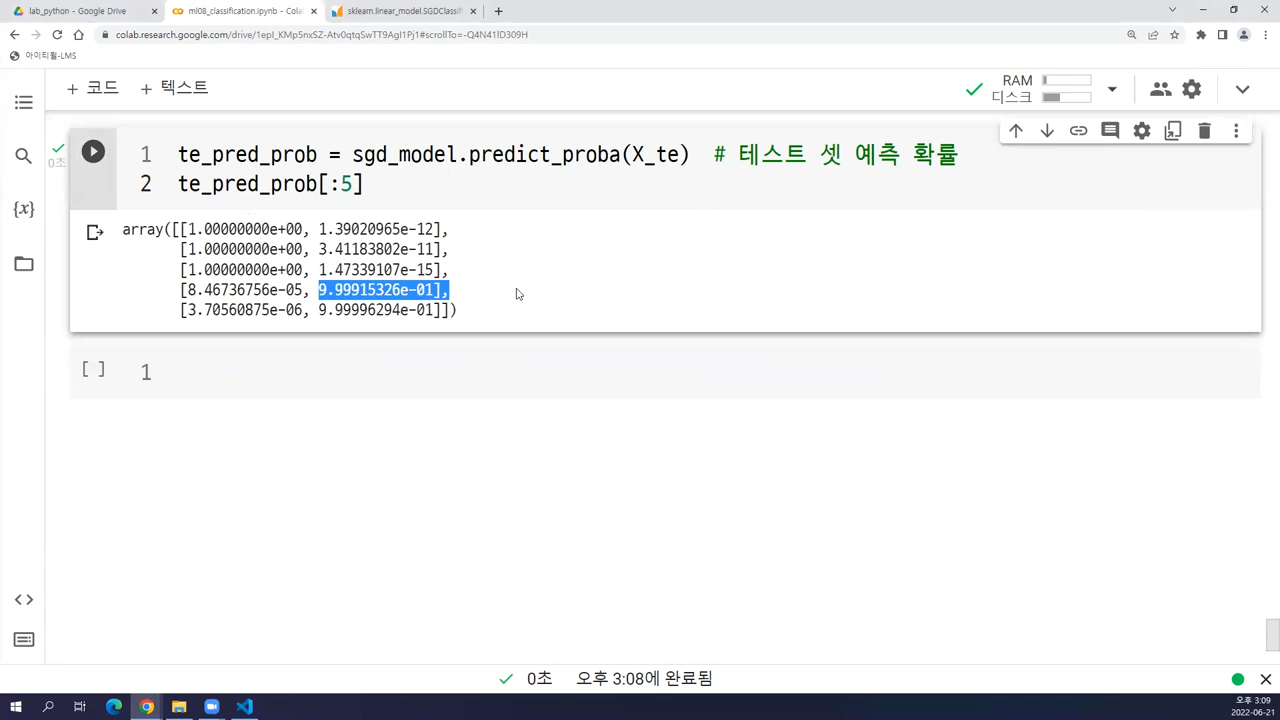 lab_python - Google Drive
ml08_classification.ipynb - Cola
sklearn.linear_model.SGDClassif
colab.research.google.com/drive/1epI_KMp5nxSZ-Atv0qtqSwTT9AgI1Pj1#scrollTo=-Q4N41lD309H
아이티윌-LMS
+ 코드
+ 텍스트
RAM
디스크
0초
1 te_pred_prob = sgd_model.predict_proba(X_te)  # 테스트 셋 예측 확률
2 te_pred_prob[:5]
array([[1.00000000e+00, 1.39020965e-12],
[1.00000000e+00, 3.41183802e-11],
[1.00000000e+00, 1.47339107e-15],
[8.46736756e-05, 9.99915326e-01],
[3.70560875e-06, 9.99996294e-01]])
[ ] 1
0초 오후 3:08에 완료됨
오후 3:09
2022-06-21